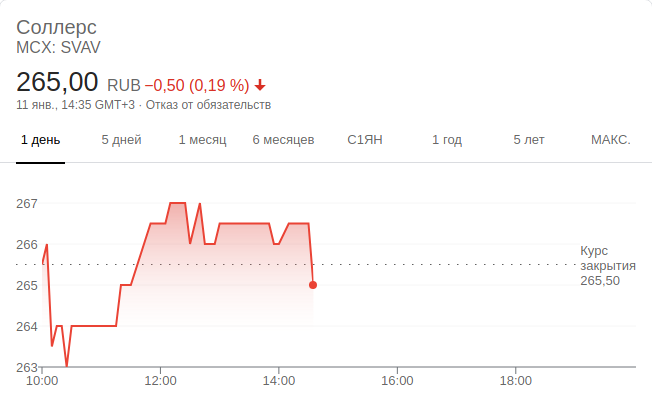 Соллерс
MCX: SVAV
265,00 RUB −0,50 (0,19 %)
11 янв., 14:35 GMT+3 · Отказ от обязательств
1 день 5 дней 1 месяц 6 месяцев С1ЯН 1 год 5 лет МАКС.
267
266
265
264
263
Курс
закрытия
265,50
10:00 12:00 14:00 16:00 18:00